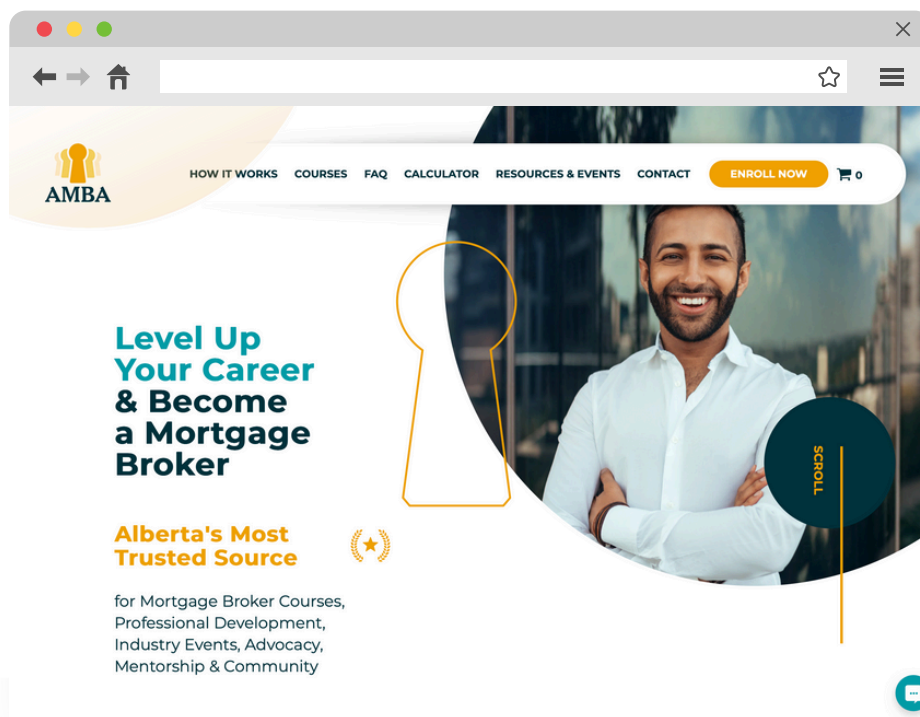 AMBA
HOW IT WORKS COURSES FAQ CALCULATOR RESOURCES & EVENTS CONTACT ENROLL NOW 0
Level Up
Your Career
& Become
a Mortgage
Broker
SCROLL
Alberta's Most
Trusted Source
for Mortgage Broker Courses,
Professional Development,
Industry Events, Advocacy,
Mentorship & Community